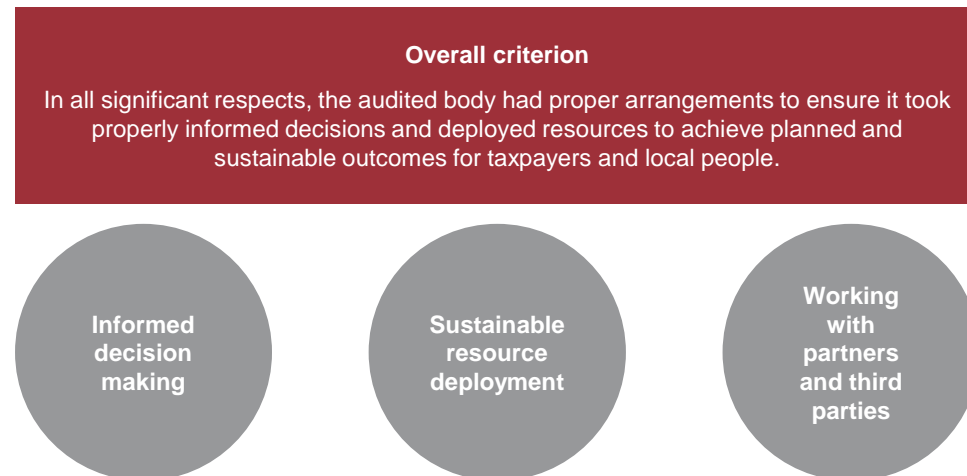 Overall criterion
In all significant respects, the audited body had proper arrangements to ensure it took
properly informed decisions and deployed resources to achieve planned and
sustainable outcomes for taxpayers and local people.
Informed
decision
making
Sustainable
resource
deployment
Working
with
partners
and third
parties